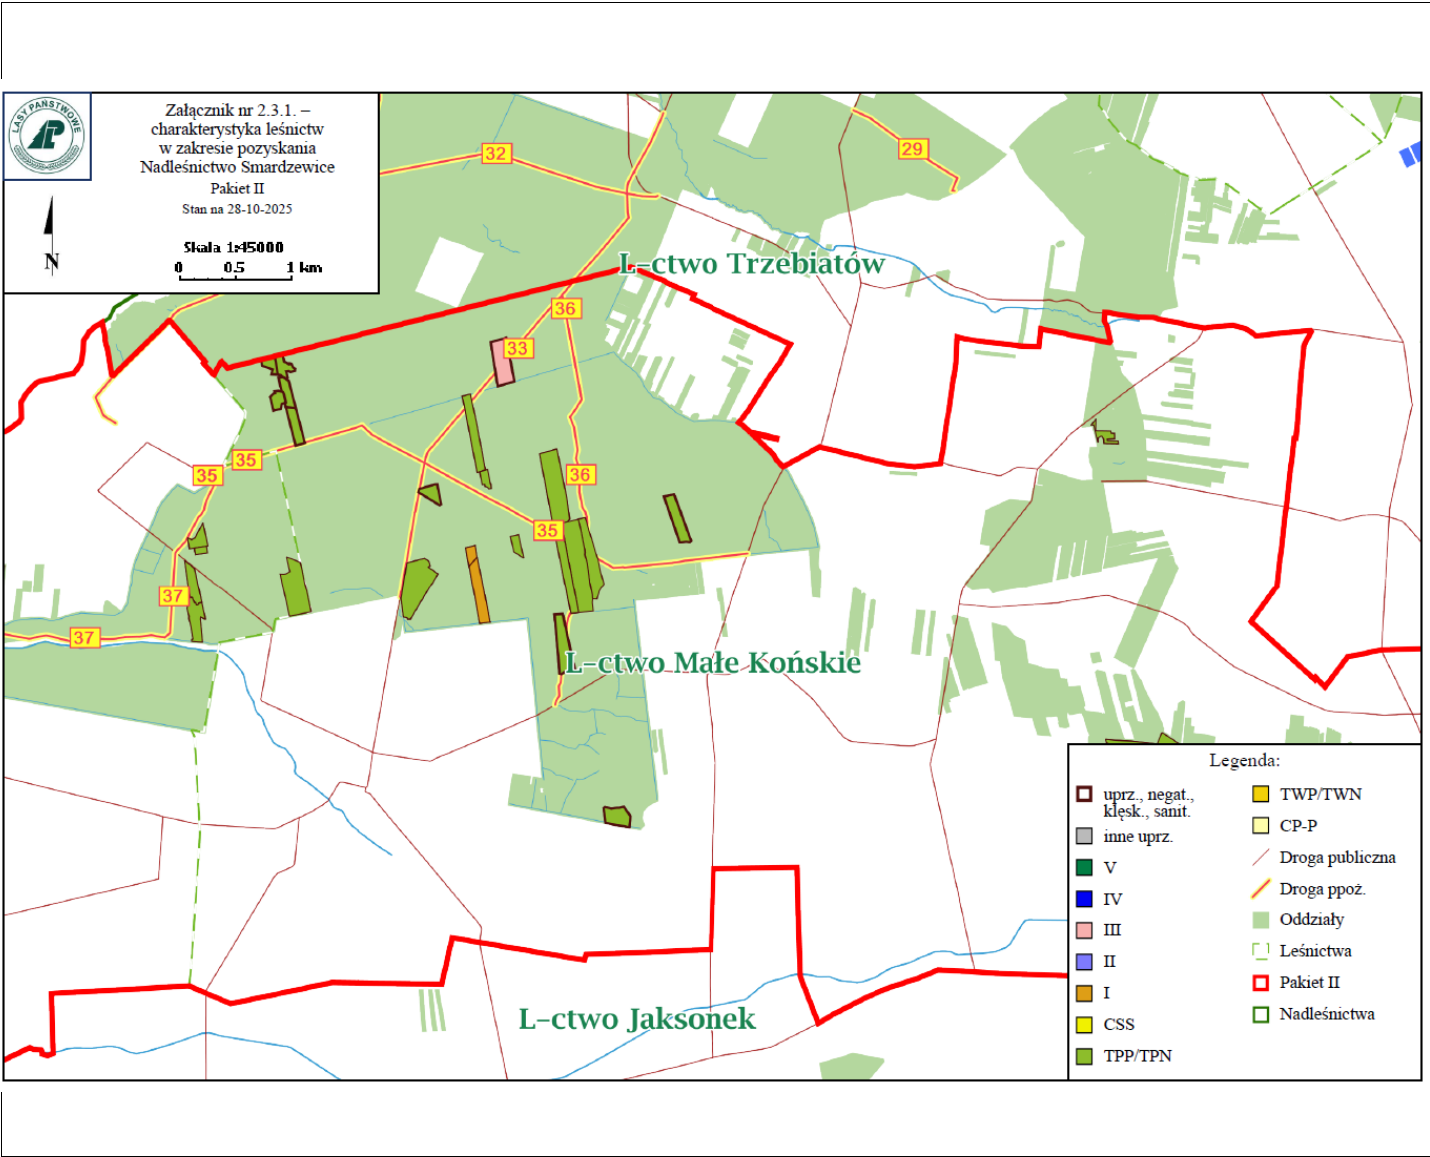 LASY PAŃSTWOWE
Załącznik nr 2.3.1. –
charakterystyka leśnictw
w zakresie pozyskania
Nadleśnictwo Smardzewice
Pakiet II
Stan na 28-10-2025
N
Skala 1:45000
0 0.5 1 km
32
29
L-ctwo Trzebiatów
36
33
35
35
36
35
37
37
L-ctwo Małe Końskie
L-ctwo Jaksonek
Legenda:
uprz., negat.,
klęsk., sanit.
inne uprz.
V
IV
III
II
I
CSS
TPP/TPN
TWP/TWN
CP-P
Droga publiczna
Droga ppoż.
Oddziały
Leśnictwa
Pakiet II
Nadleśnictwa